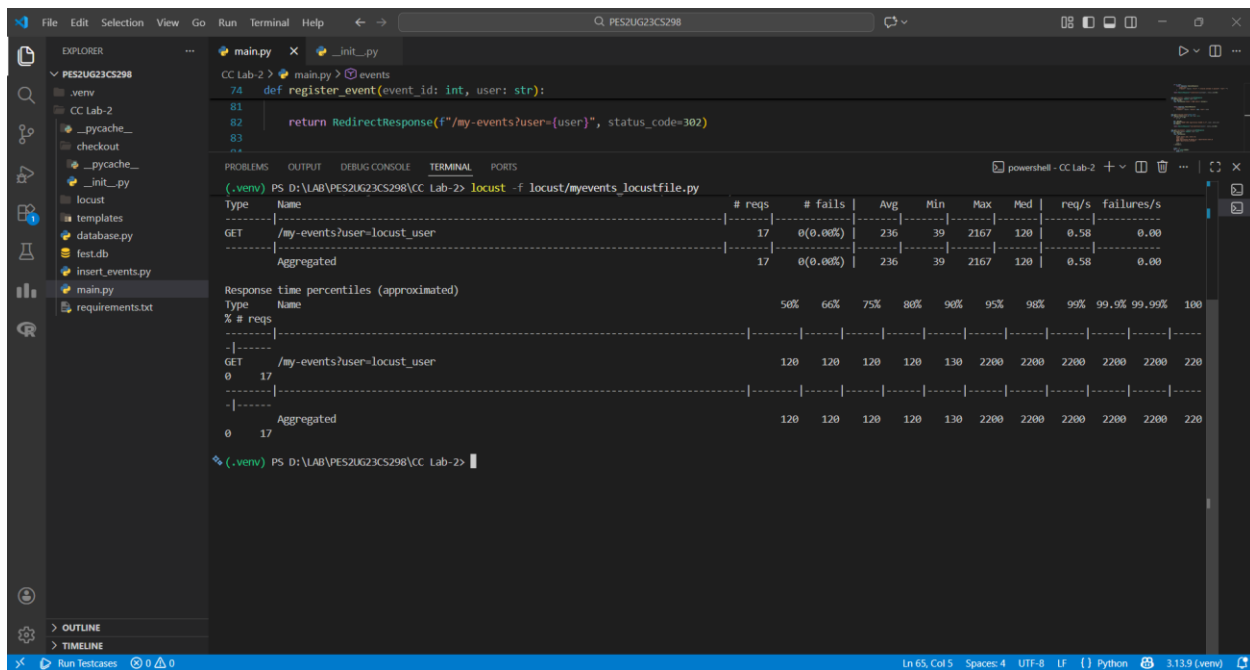 File Edit Selection View Go Run Terminal Help
PES2UG23CS298
EXPLORER
PES2UG23CS298
.venv
CC Lab-2
__pycache__
checkout
__pycache__
__init__.py
locust
templates
database.py
fest.db
insert_events.py
main.py
requirements.txt
OUTLINE
TIMELINE
main.py __init__.py
CC Lab-2 > main.py > events
74 def register_event(event_id: int, user: str):
81
82 return RedirectResponse(f"/my-events?user={user}", status_code=302)
83
PROBLEMS OUTPUT DEBUG CONSOLE TERMINAL PORTS
powershell - CC Lab-2
(.venv) PS D:\LAB\PES2UG23CS298\CC Lab-2> locust -f locust/myevents_locustfile.py
Type Name # reqs # fails | Avg Min Max Med | req/s failures/s
--------|----|-------|-------------|-------|-------|-------|-------|--------|-----------
GET /my-events?user=locust_user 17 0(0.00%) | 236 39 2167 120 | 0.58 0.00
--------|----|-------|-------------|-------|-------|-------|-------|--------|-----------
Aggregated 17 0(0.00%) | 236 39 2167 120 | 0.58 0.00
Response time percentiles (approximated)
Type Name 50% 66% 75% 80% 90% 95% 98% 99% 99.9% 99.99% 100
% # reqs
--------|----|--------|------|------|------|------|------|------|------|------|------|-----
-|------
GET /my-events?user=locust_user 120 120 120 120 130 2200 2200 2200 2200 2200 220
0 17
--------|----|--------|------|------|------|------|------|------|------|------|------|-----
-|------
Aggregated 120 120 120 120 130 2200 2200 2200 2200 2200 220
0 17
(.venv) PS D:\LAB\PES2UG23CS298\CC Lab-2>
Run Testcases 0 0
Ln 65, Col 5 Spaces: 4 UTF-8 LF { } Python 3.13.9 (.venv)